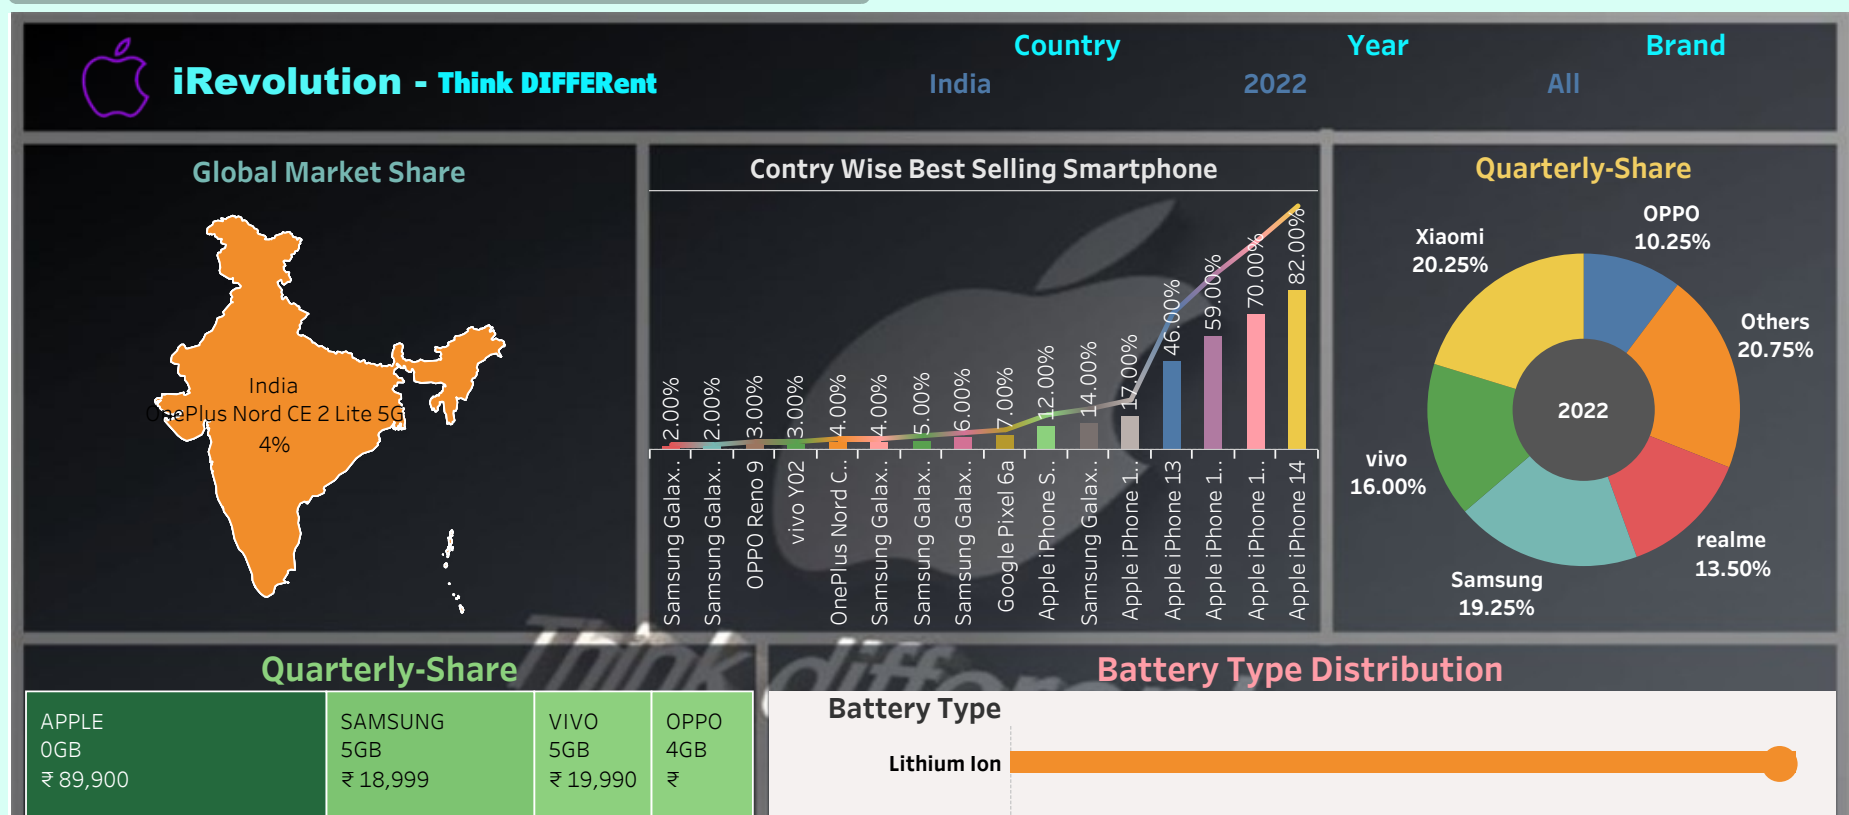 iRevolution - Think DIFFERent
Country
Year
Brand
India
2022
All
Global Market Share
India
OnePlus Nord CE 2 Lite 5G
4%
Contry Wise Best Selling Smartphone
2.00%
2.00%
3.00%
3.00%
4.00%
4.00%
5.00%
6.00%
7.00%
12.00%
14.00%
17.00%
46.00%
59.00%
70.00%
82.00%
Samsung Galax..
Samsung Galax..
OPPO Reno 9
vivo Y02
OnePlus Nord C..
Samsung Galax..
Samsung Galax..
Samsung Galax..
Google Pixel 6a
Apple iPhone S..
Samsung Galax..
Apple iPhone 1..
Apple iPhone 13
Apple iPhone 1..
Apple iPhone 1..
Apple iPhone 14
Quarterly-Share
OPPO
10.25%
Xiaomi
20.25%
Others
20.75%
2022
vivo
16.00%
realme
13.50%
Samsung
19.25%
Think different
Quarterly-Share
APPLE
0GB
₹ 89,900
SAMSUNG
5GB
₹ 18,999
VIVO
5GB
₹ 19,990
OPPO
4GB
₹
Battery Type Distribution
Battery Type
Lithium Ion